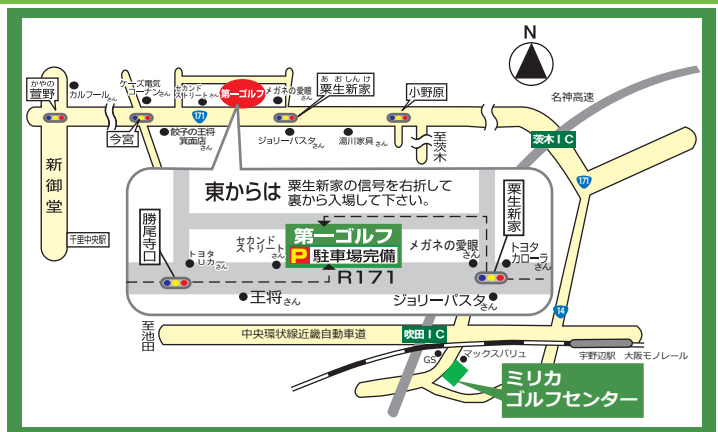 N
かやの
萱野
カルフールさん
ケーズ電気
コーナンさん
セカンド
ストリートさん
第一ゴルフ
メガネの愛眼
さん
あおしんけ
粟生新家
小野原
名神高速
171
今宮
餃子の王将
箕面店
さん
ジョリーパスタさん
湯川家具さん
至茨木
茨木IC
171
新御堂
千里中央駅
東からは
粟生新家の信号を右折して
裏から入場して下さい。
勝尾寺口
トヨタ
Uカーさん
セカンド
ストリート
さん
第一ゴルフ
P 駐車場完備
メガネの愛眼
さん
粟生新家
トヨタ
カローラ
さん
R171
王将さん
ジョリーパスタ
さん
14
至池田
中央環状線近畿自動車道
吹田IC
GS
マックスバリュ
宇野辺駅
大阪モノレール
ミリカ
ゴルフセンター